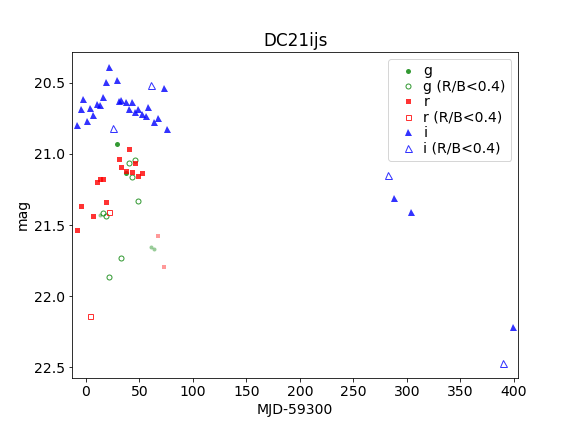 DC21ijs
g
g (R/B<0.4)
r
r (R/B<0.4)
i
i (R/B<0.4)
mag
20.5
21.0
21.5
22.0
22.5
0 50 100 150 200 250 300 350 400
MJD-59300